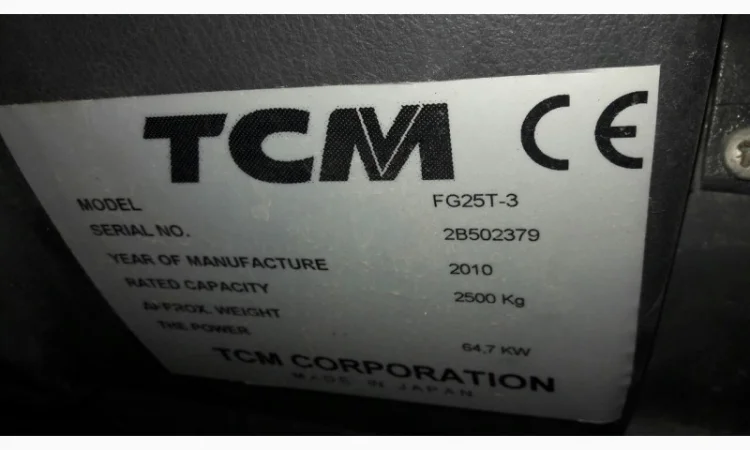 TCM CE
MODEL FG25T-3
SERIAL NO. 2B502379
YEAR OF MANUFACTURE 2010
RATED CAPACITY 2500 Kg
APPROX. WEIGHT
THE POWER 64.7 KW
TCM CORPORATION
MADE IN JAPAN